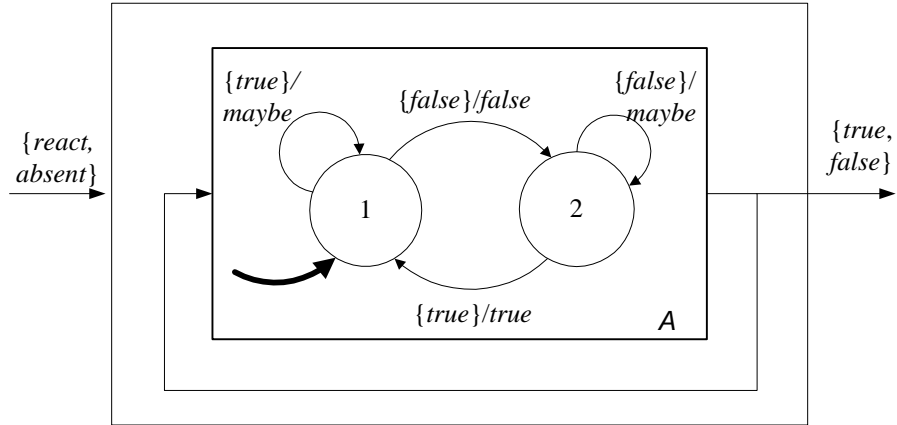 {true}/
maybe
{false}/false
{false}/
maybe
{react,
absent}
{true,
false}
1
2
{true}/true
A